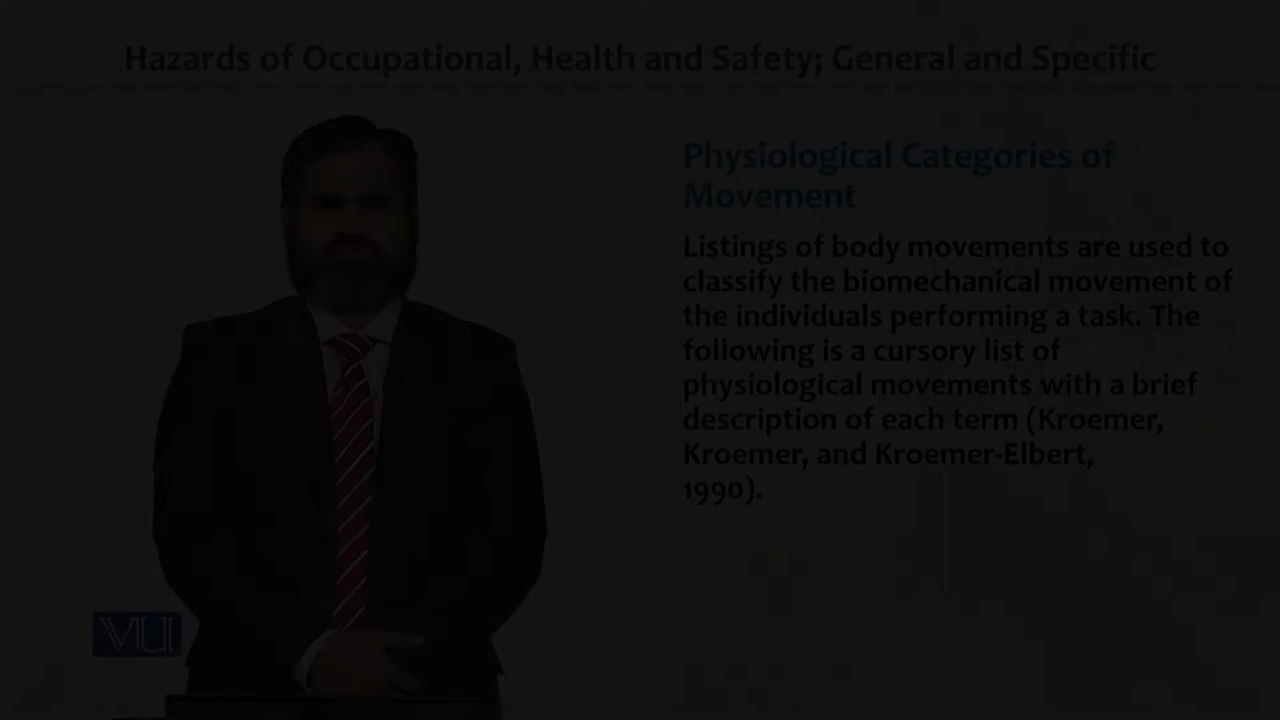 Hazards of Occupational, Health and Safety; General and Specific
Physiological Categories of
Movement
Listings of body movements are used to
classify the biomechanical movement of
the individuals performing a task. The
following is a cursory list of
physiological movements with a brief
description of each term (Kroemer,
Kroemer, and Kroemer-Elbert,
1990).
VU